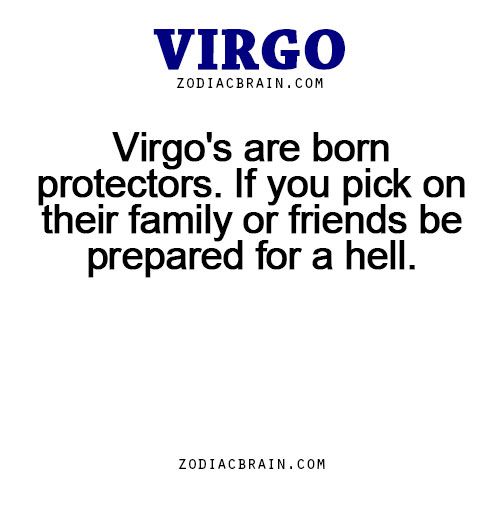 VIRGO
ZODIACBRAIN.COM
Virgo's are born
protectors. If you pick on
their family or friends be
prepared for a hell.
ZODIACBRAIN.COM